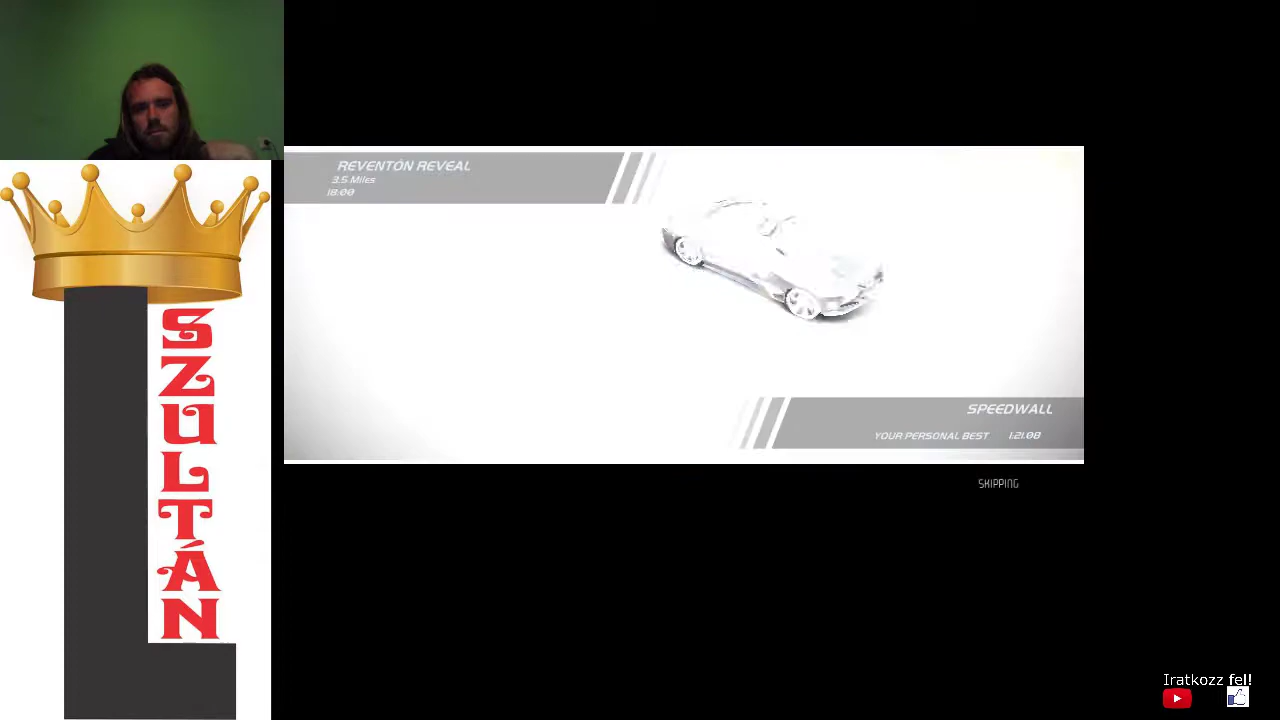 REVENTÓN REVEAL
3.5 Miles
18:00
SZULTÁN
L
SPEEDWALL
YOUR PERSONAL BEST 1:21.08
SKIPPING
Iratkozz fel!